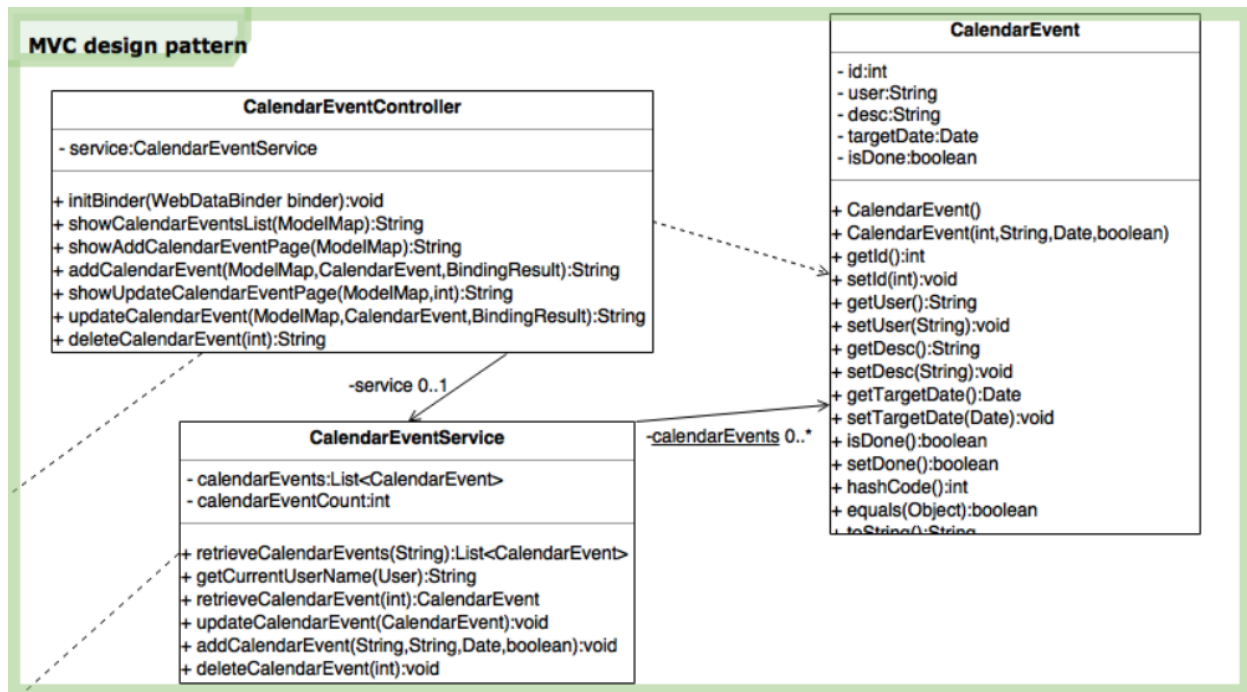 MVC design pattern
CalendarEventController
- service:CalendarEventService
+ initBinder(WebDataBinder binder):void
+ showCalendarEventsList(ModelMap):String
+ showAddCalendarEventPage(ModelMap):String
+ addCalendarEvent(ModelMap,CalendarEvent,BindingResult):String
+ showUpdateCalendarEventPage(ModelMap,int):String
+ updateCalendarEvent(ModelMap,CalendarEvent,BindingResult):String
+ deleteCalendarEvent(int):String
-service 0..1
CalendarEventService
- calendarEvents:List<CalendarEvent>
- calendarEventCount:int
+ retrieveCalendarEvents(String):List<CalendarEvent>
+ getCurrentUserName(User):String
+ retrieveCalendarEvent(int):CalendarEvent
+ updateCalendarEvent(CalendarEvent):void
+ addCalendarEvent(String,String,Date,boolean):void
+ deleteCalendarEvent(int):void
-calendarEvents 0..*
CalendarEvent
- id:int
- user:String
- desc:String
- targetDate:Date
- isDone:boolean
+ CalendarEvent()
+ CalendarEvent(int,String,Date,boolean)
+ getId():int
+ setId(int):void
+ getUser():String
+ setUser(String):void
+ getDesc():String
+ setDesc(String):void
+ getTargetDate():Date
+ setTargetDate(Date):void
+ isDone():boolean
+ setDone():boolean
+ hashCode():int
+ equals(Object):boolean
+ toString():String